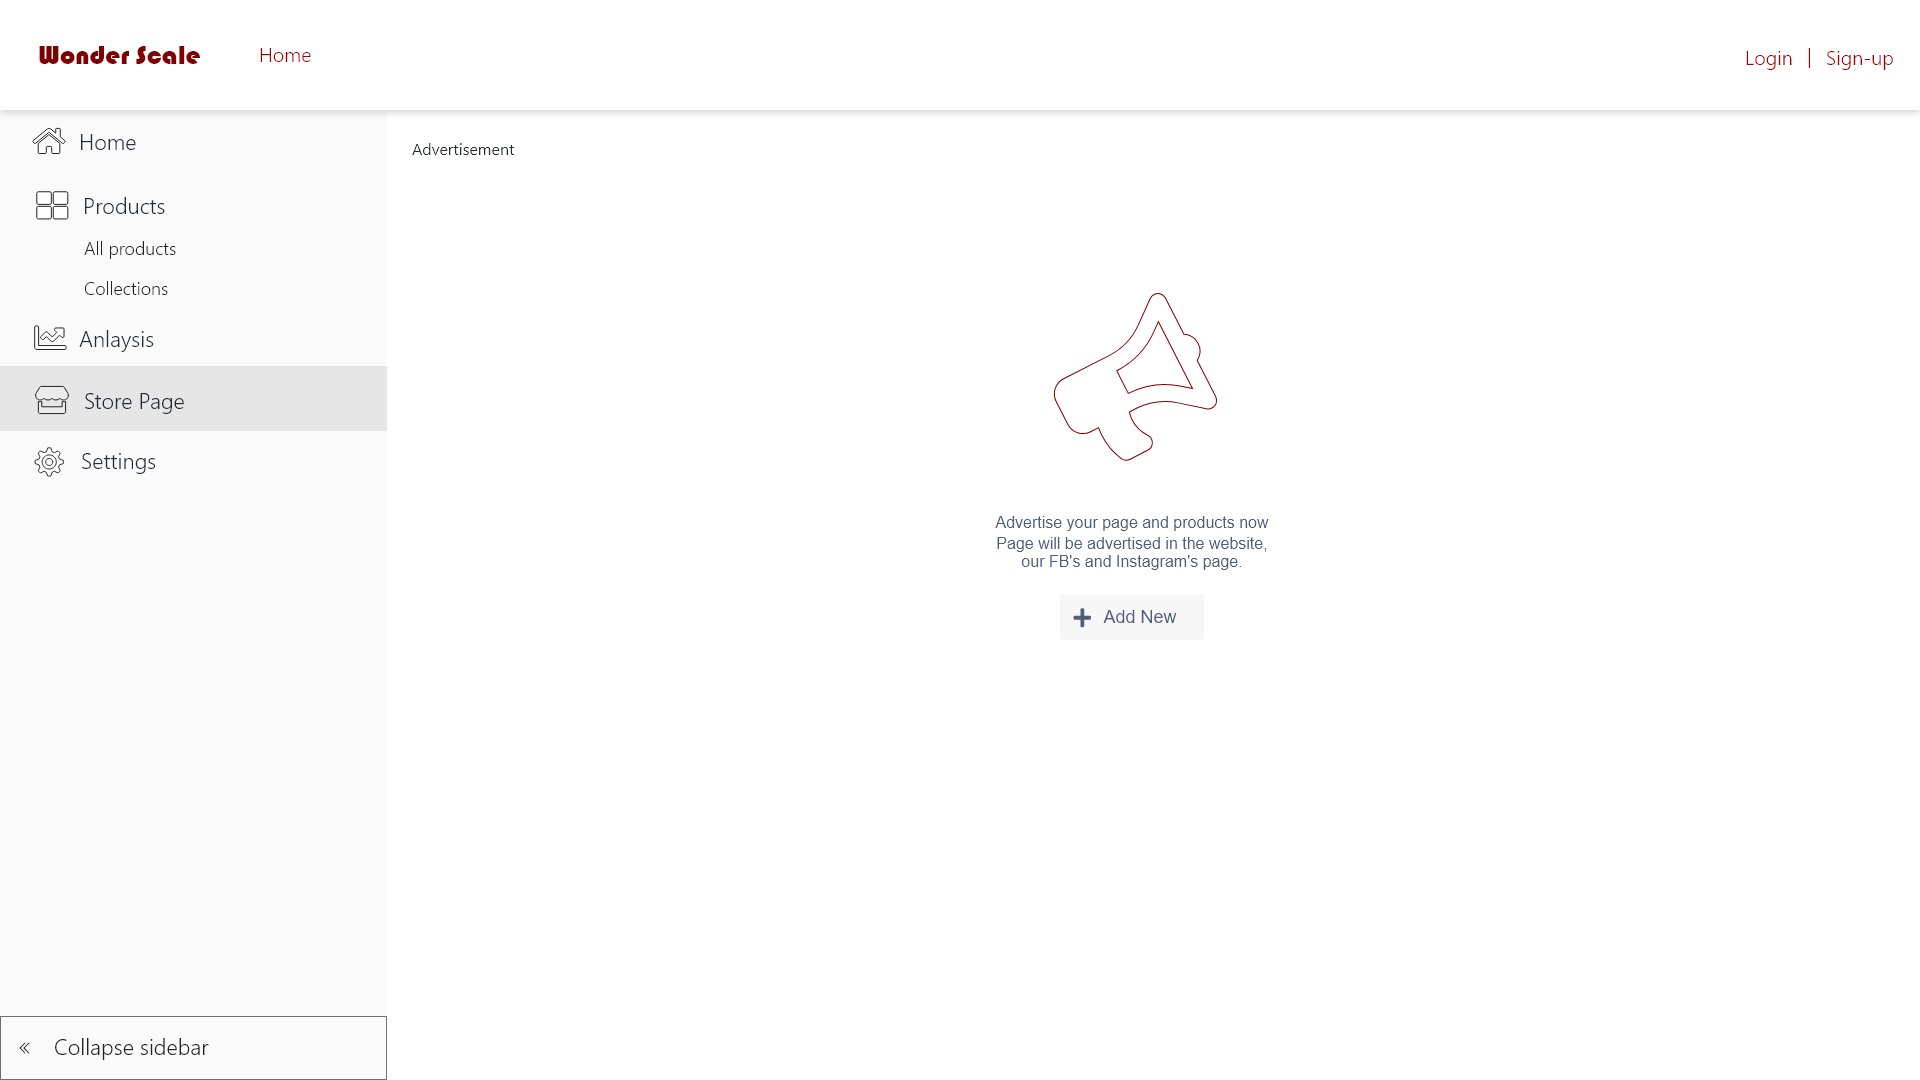 Wonder Scale
Home
Login | Sign-up
Home
Products
All products
Collections
Anlaysis
Store Page
Settings
« Collapse sidebar
Advertisement
Advertise your page and products now
Page will be advertised in the website,
our FB's and Instagram's page.
Add New